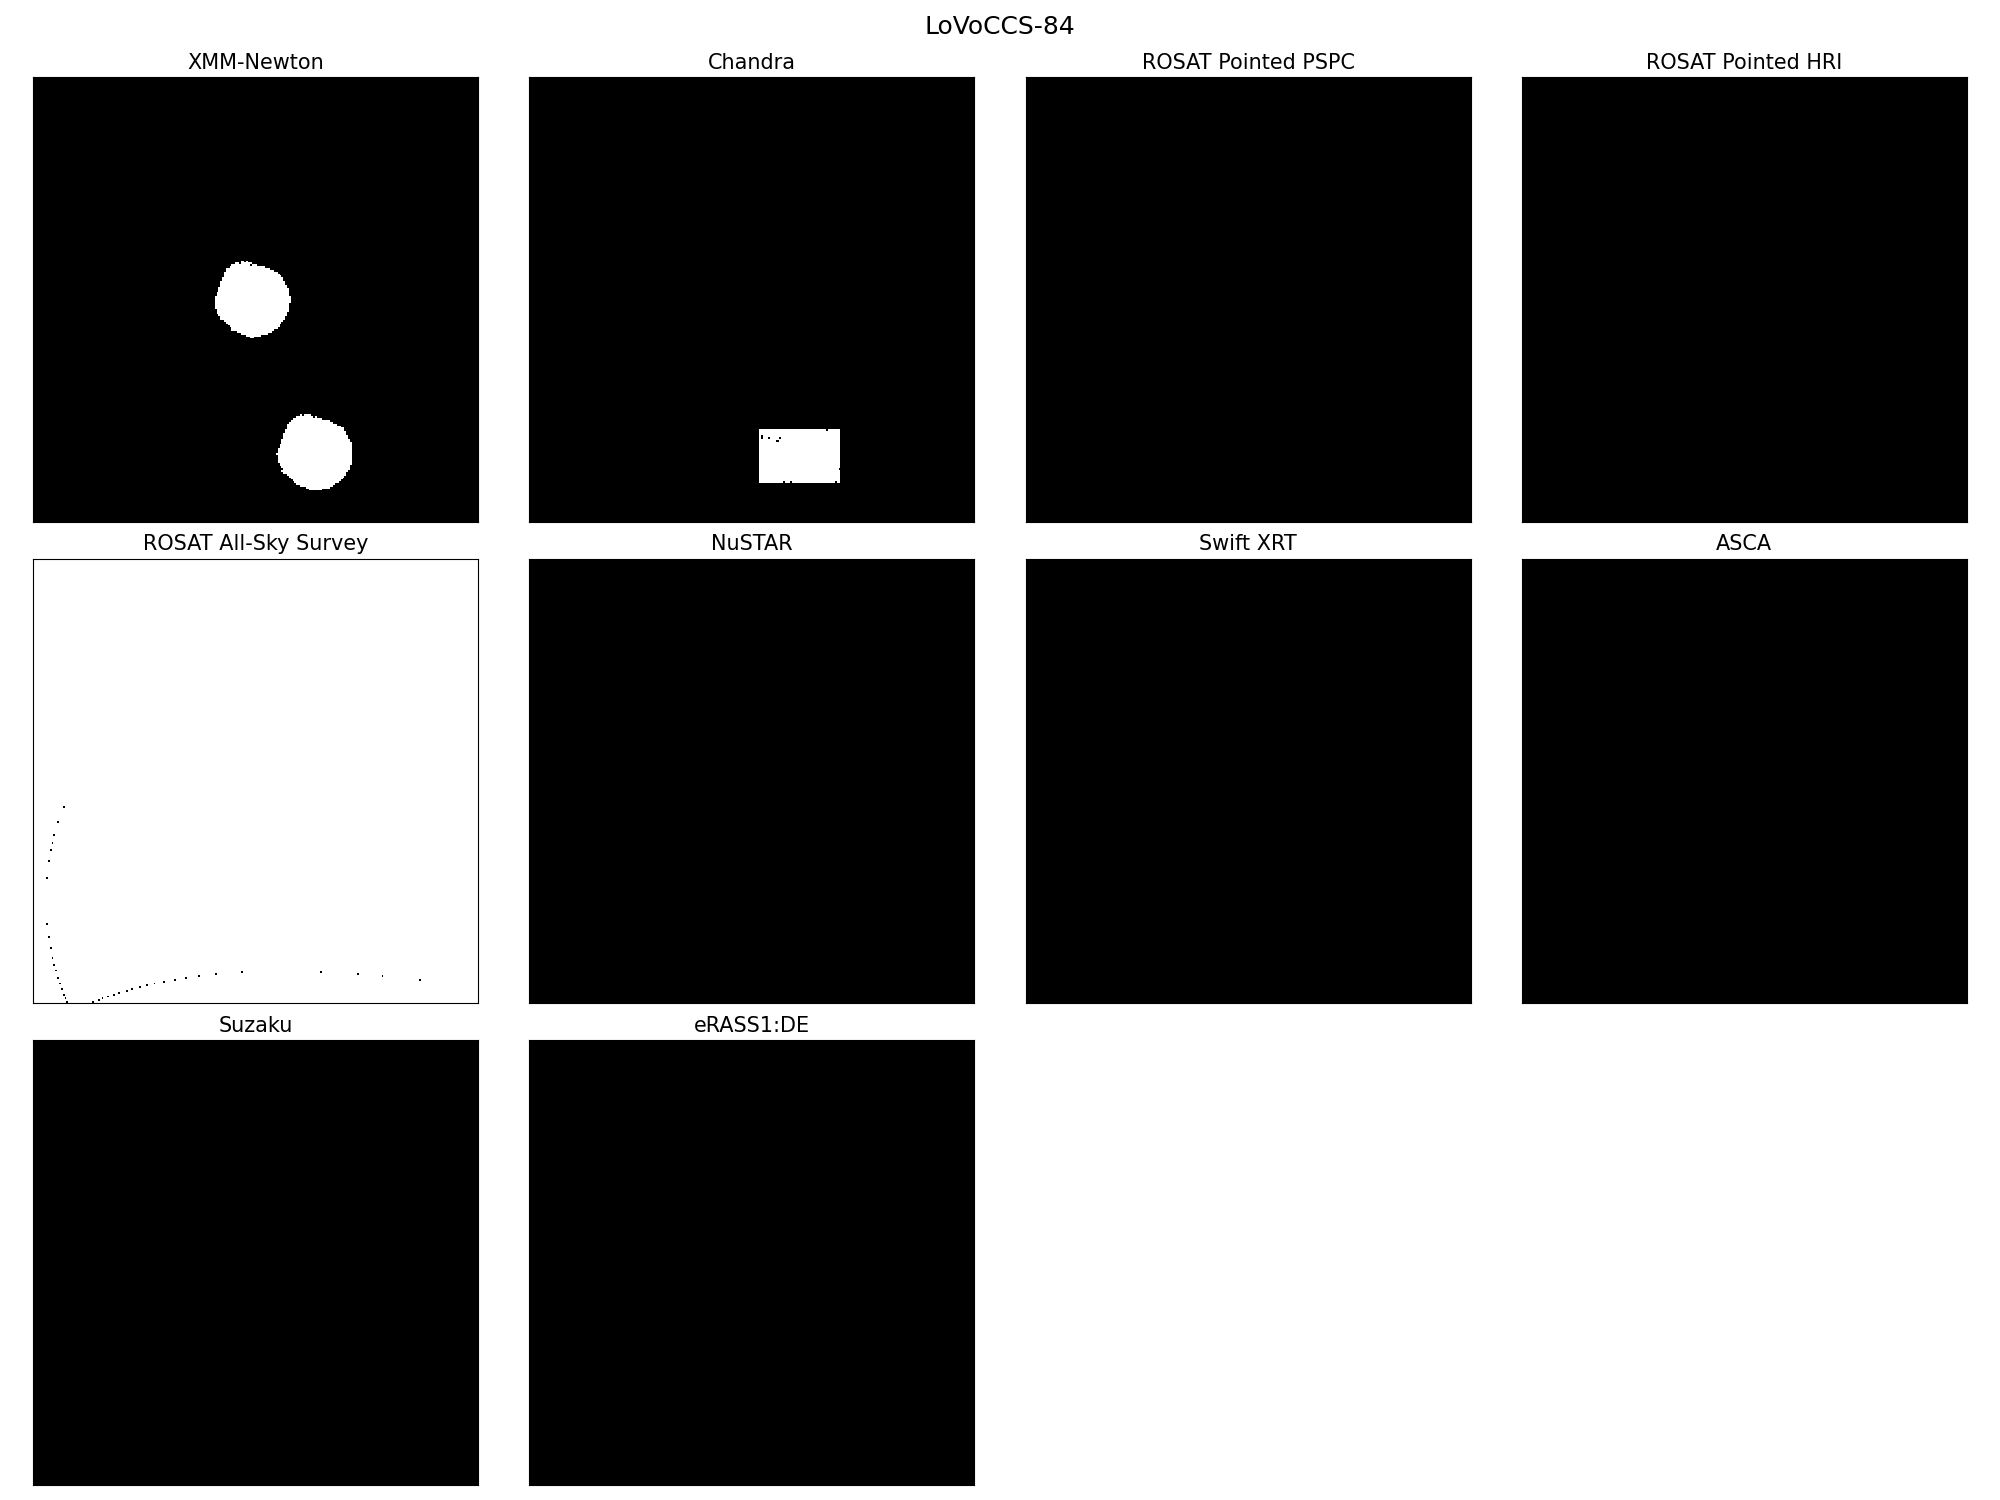 LoVoCCS-84
XMM-Newton
Chandra
ROSAT Pointed PSPC
ROSAT Pointed HRI
ROSAT All-Sky Survey
NuSTAR
Swift XRT
ASCA
Suzaku
eRASS1:DE